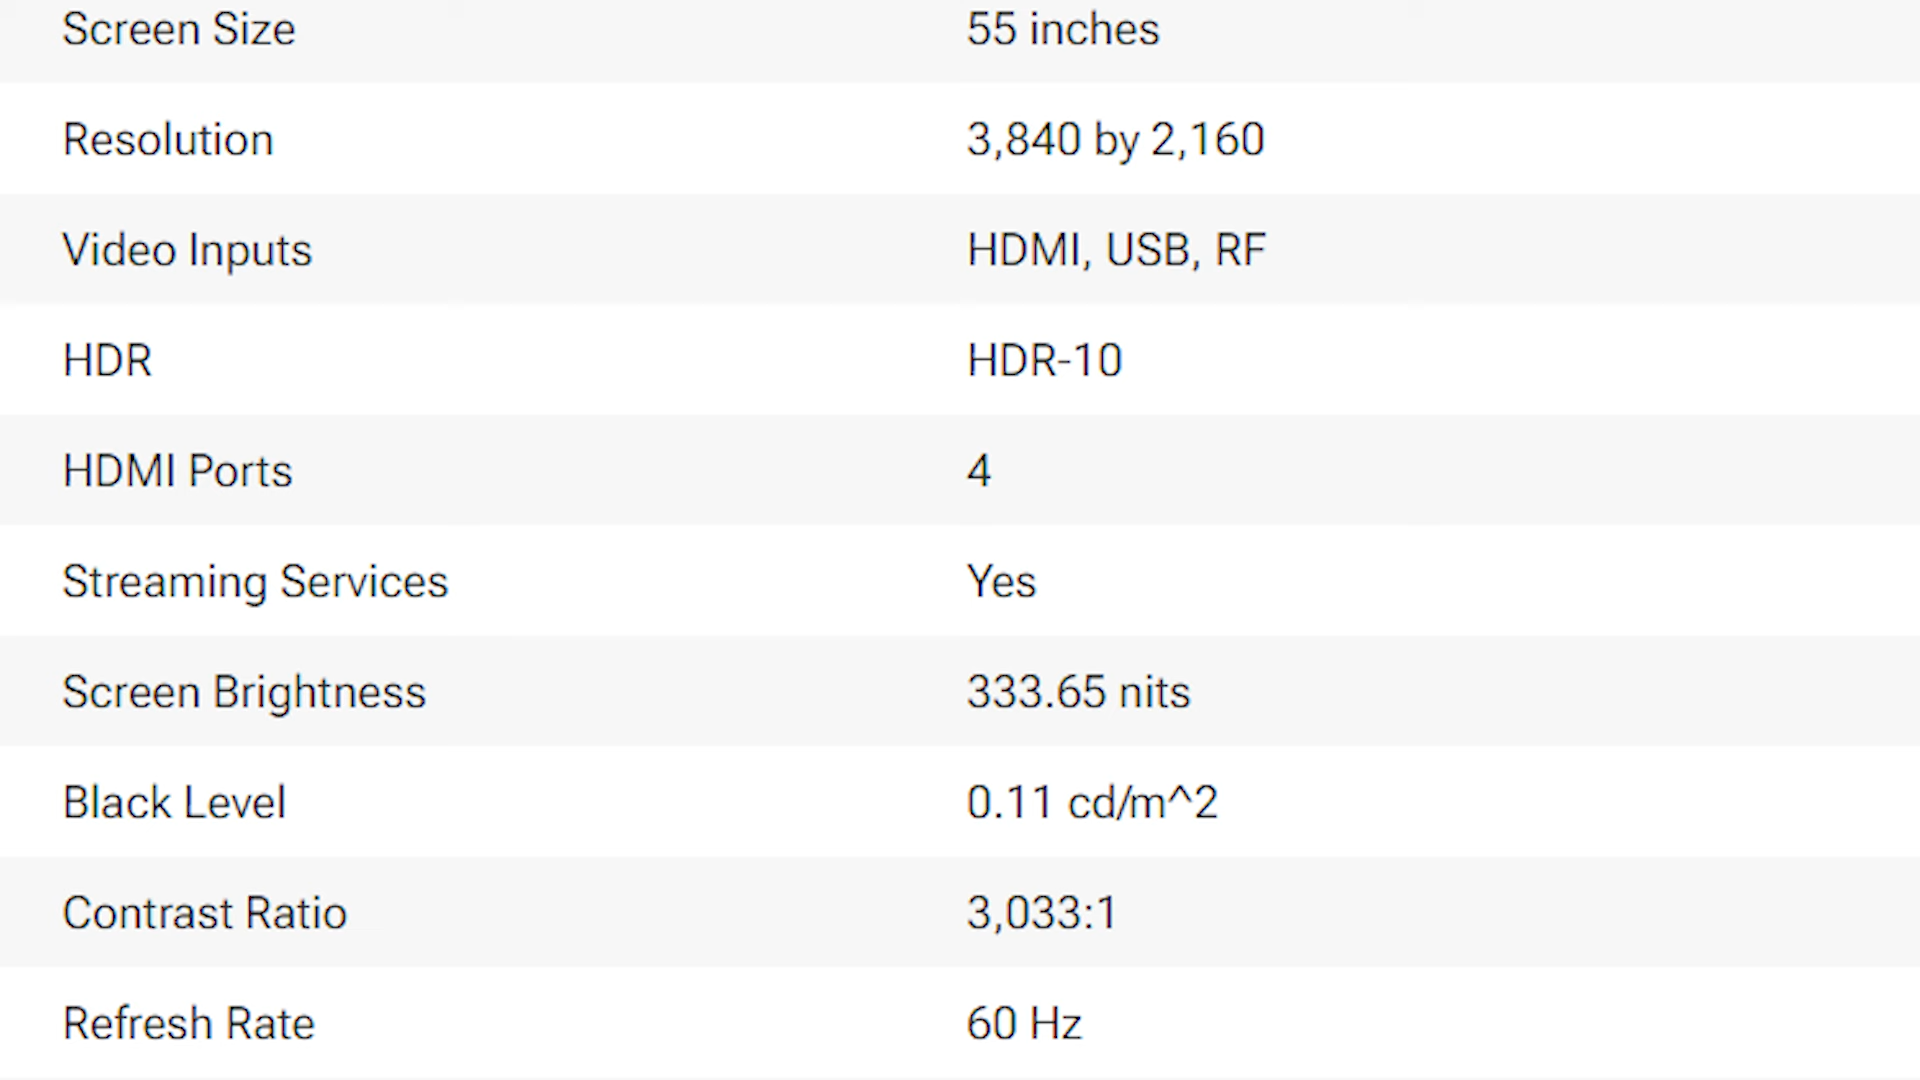 Screen Size 55 inches
Resolution 3,840 by 2,160
Video Inputs HDMI, USB, RF
HDR HDR-10
HDMI Ports 4
Streaming Services Yes
Screen Brightness 333.65 nits
Black Level 0.11 cd/m^2
Contrast Ratio 3,033:1
Refresh Rate 60 Hz